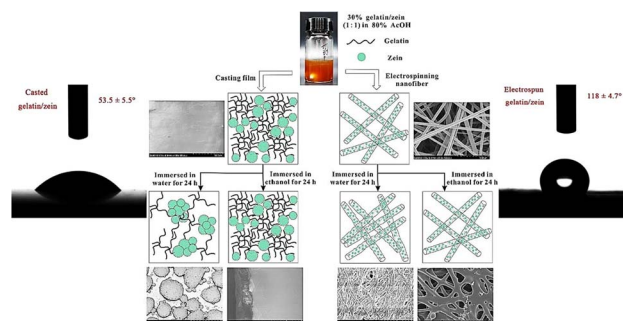 30% gelatin/zein
(1:1) in 80% AcOH
Gelatin
Zein
Casting film
Electrospinning
nanofiber
Casted
gelatin/zein
53.5 ± 5.5°
Electrospun
gelatin/zein
118 ± 4.7°
Immersed in
water for 24 h
Immersed in
ethanol for 24 h
Immersed in
water for 24 h
Immersed in
ethanol for 24 h